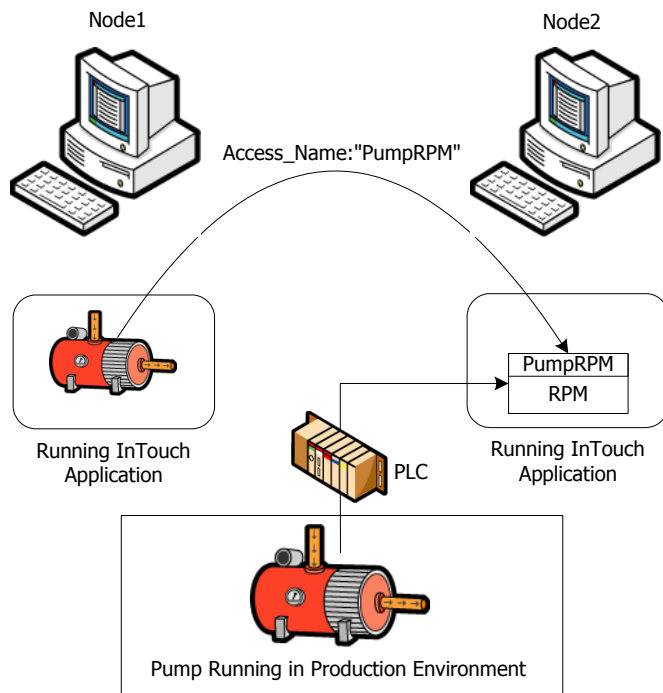 Node1
Node2
Access_Name:"PumpRPM"
PumpRPM
RPM
Running InTouch
Application
Running InTouch
Application
PLC
Pump Running in Production Environment